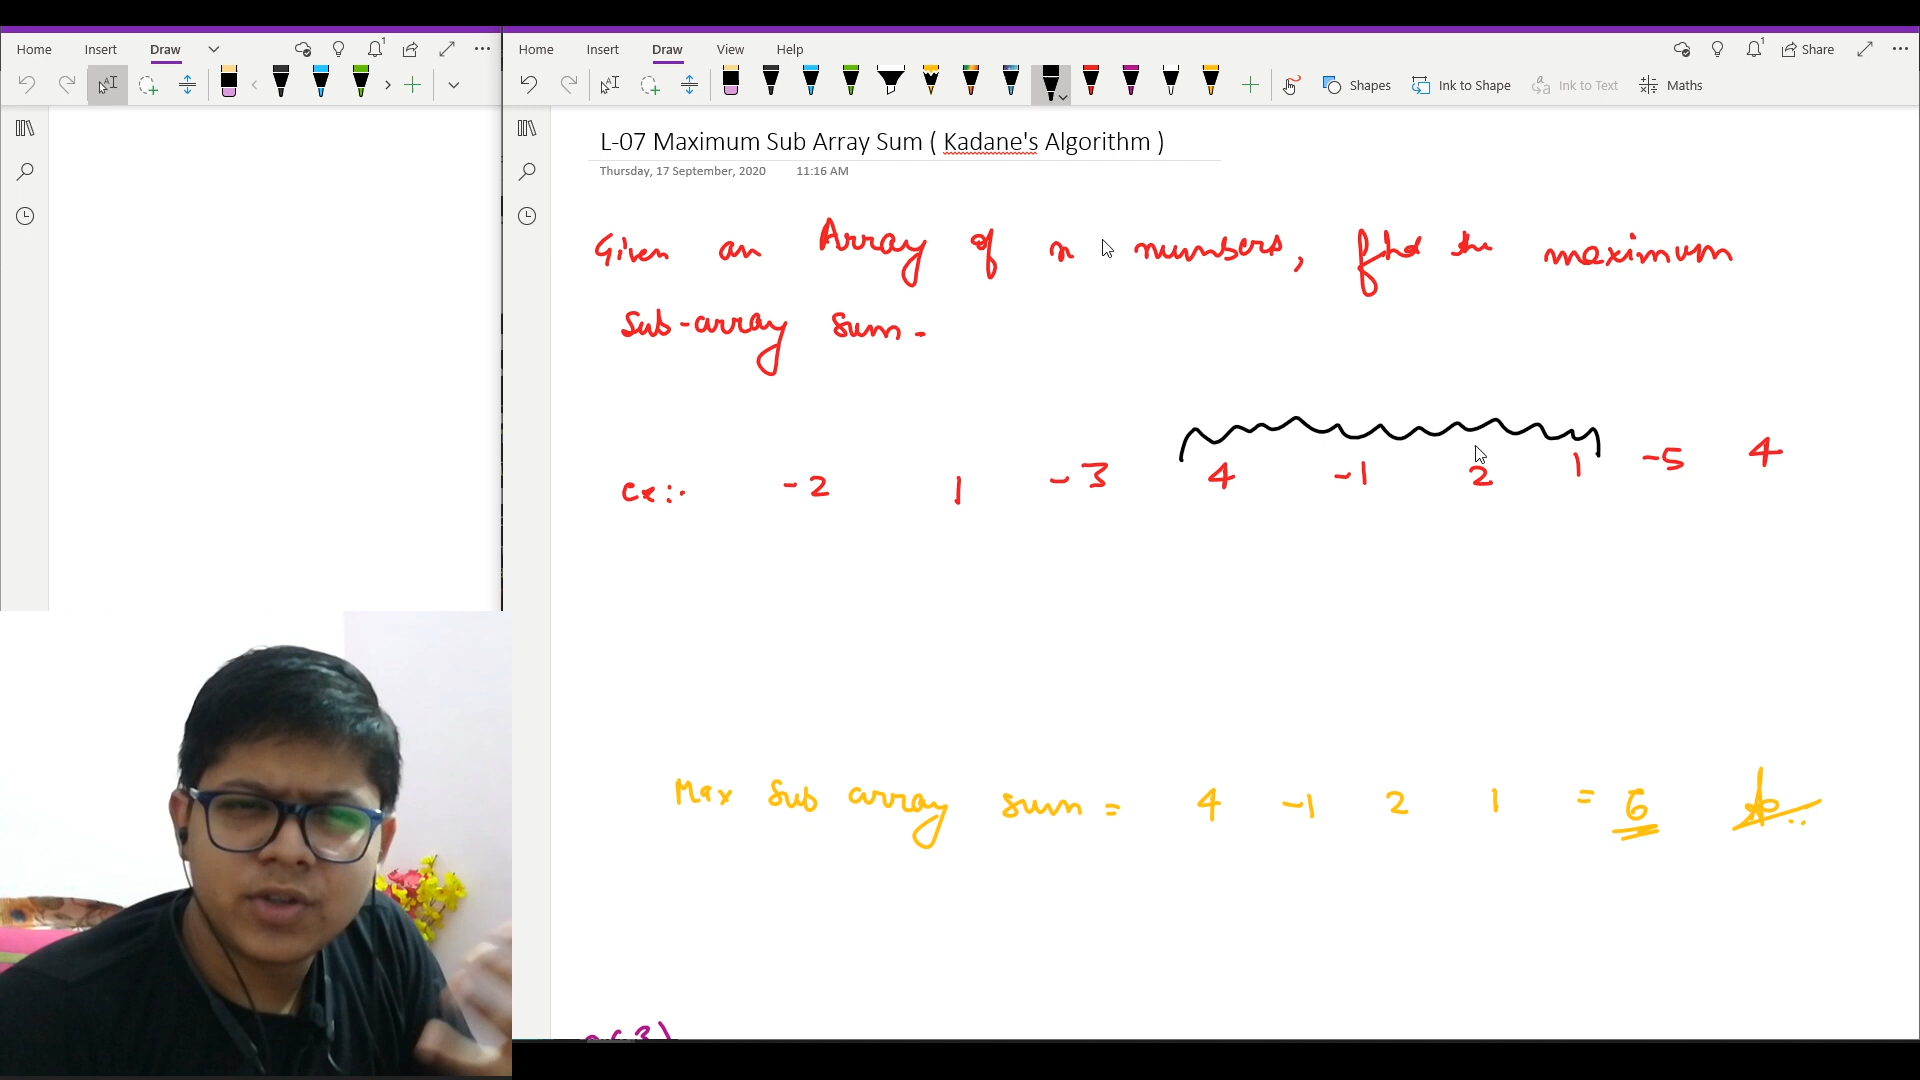 Home Insert Draw
Home Insert Draw View Help Share
Shapes Ink to Shape Ink to Text Maths
L-07 Maximum Sub Array Sum ( Kadane's Algorithm )
Thursday, 17 September, 2020 11:16 AM
Given an Array of n numbers, find the maximum
sub-array sum.
ex:- -2 1 -3 4 -1 2 1 -5 4
Max Sub array sum = 4 -1 2 1 = 6